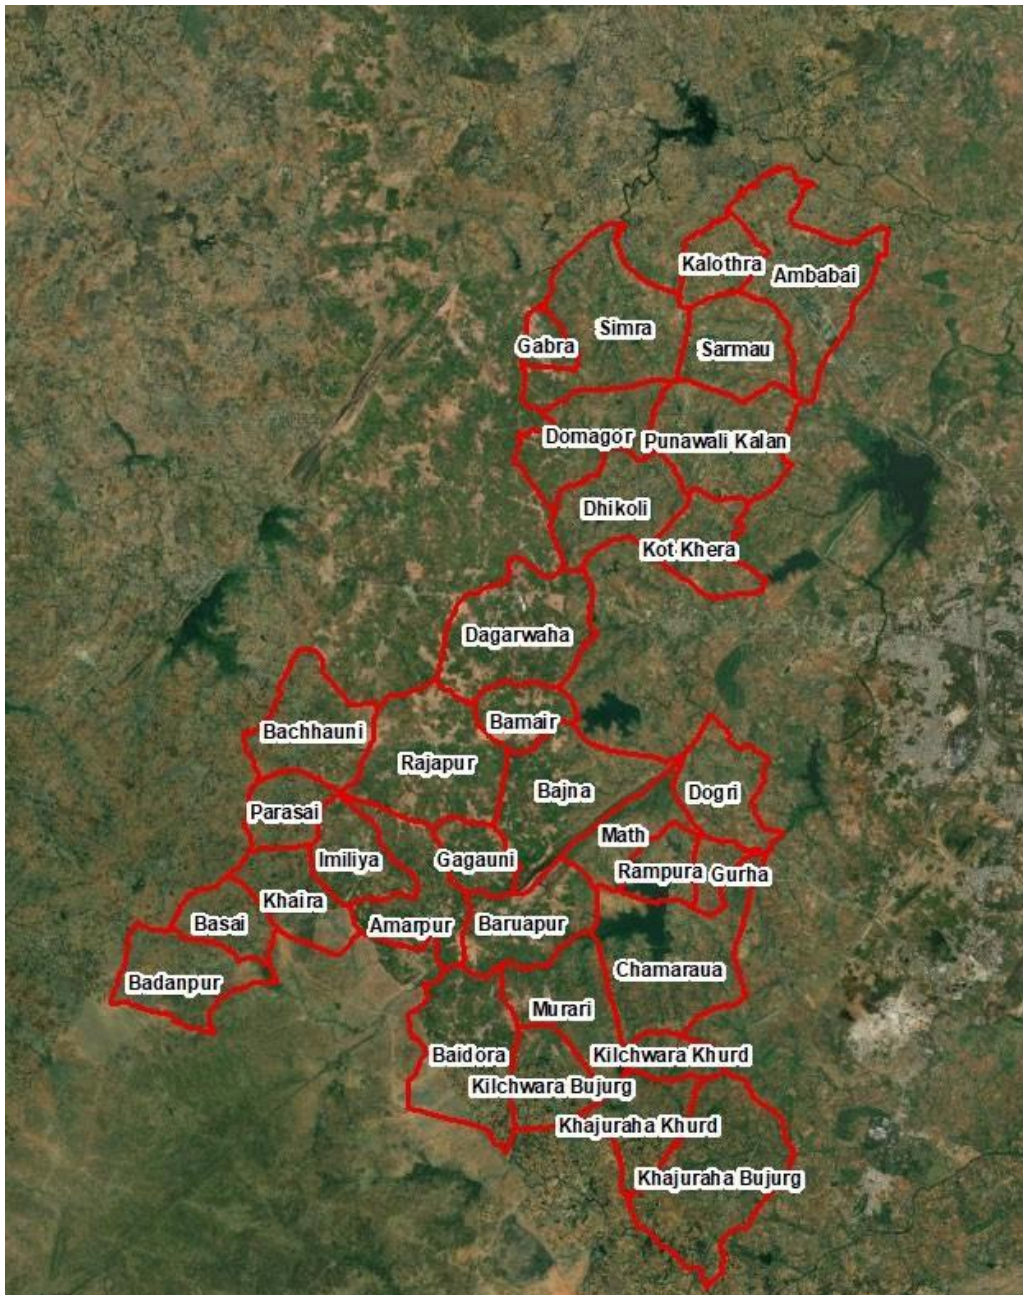 Kalothra
Ambabai
Simra
Gabra
Sarmau
Domagor
Punawali Kalan
Dhikoli
Kot Khera
Dagarwaha
Bamair
Bachhauni
Rajapur
Bajna
Dogri
Parasai
Math
Imiliya
Gagauni
Rampura
Gurha
Khaira
Basai
Amarpur
Baruapur
Chamaraua
Badanpur
Murari
Baidora
Kilchwara Khurd
Kilchwara Bujurg
Khajuraha Khurd
Khajuraha Bujurg